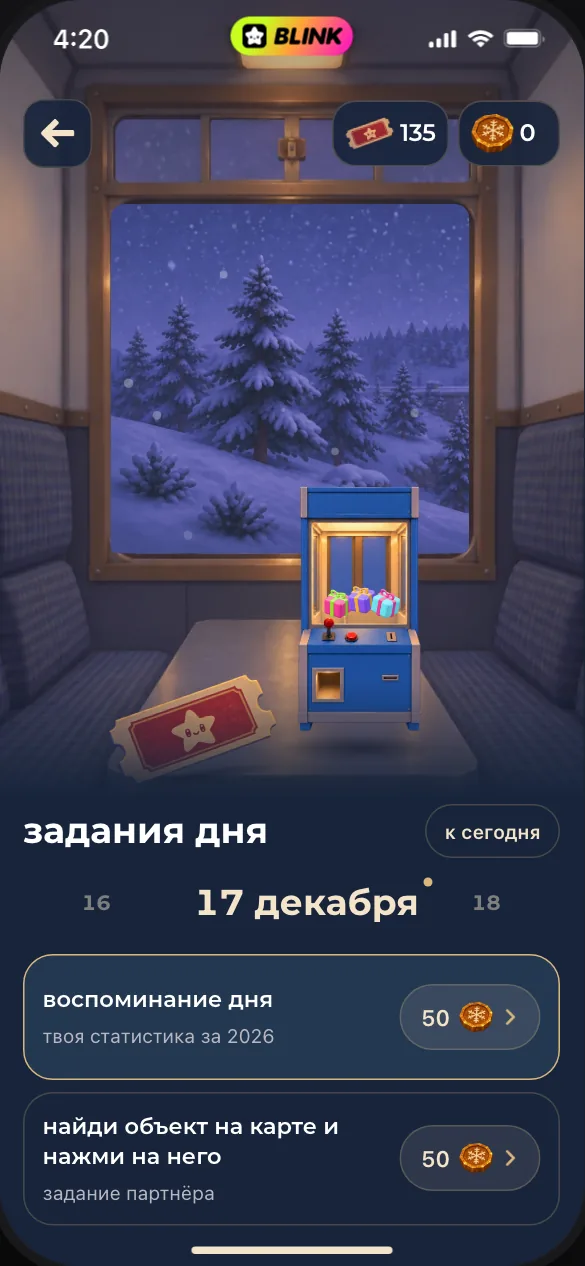 4:20
BLINK
135
0
задания дня
к сегодня
16
17 декабря
18
воспоминание дня
твоя статистика за 2026
50
найди объект на карте и
нажми на него
задание партнёра
50